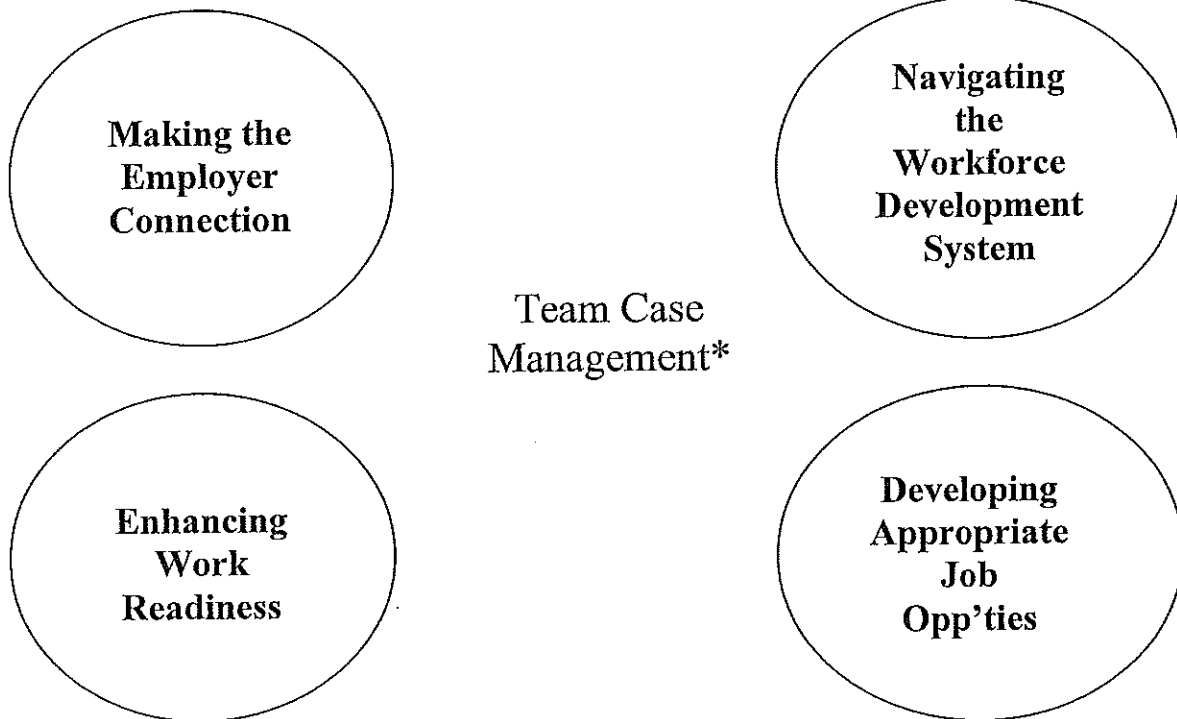 Making the
Employer
Connection
Navigating
the
Workforce
Development
System
Team Case
Management*
Enhancing
Work
Readiness
Developing
Appropriate
Job
Opp'ties